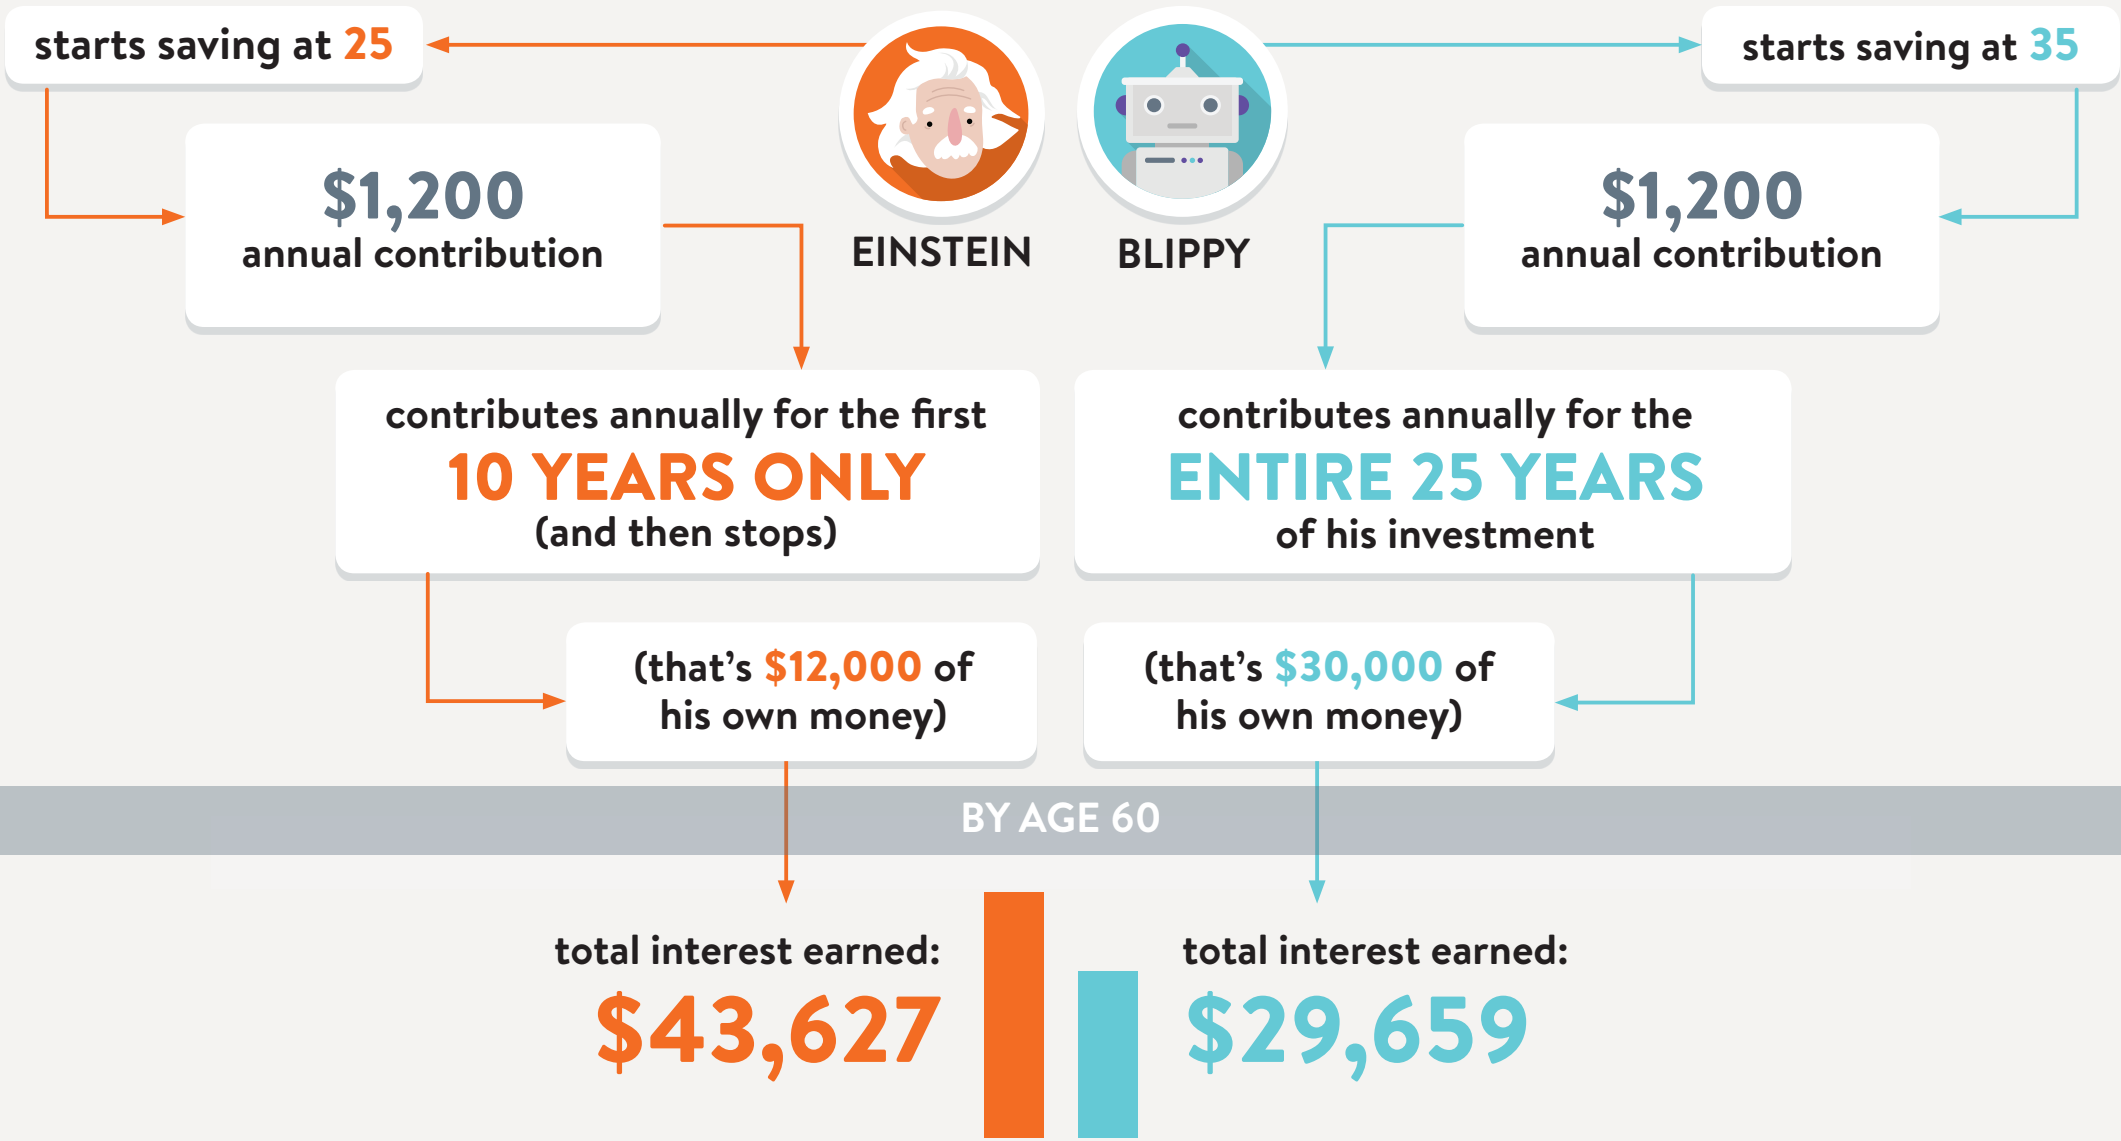 starts saving at 25
$1,200
annual contribution
EINSTEIN
contributes annually for the first
10 YEARS ONLY
(and then stops)
(that's $12,000 of
his own money)
BLIPPY
starts saving at 35
$1,200
annual contribution
contributes annually for the
ENTIRE 25 YEARS
of his investment
(that's $30,000 of
his own money)
BY AGE 60
total interest earned:
$43,627
total interest earned:
$29,659